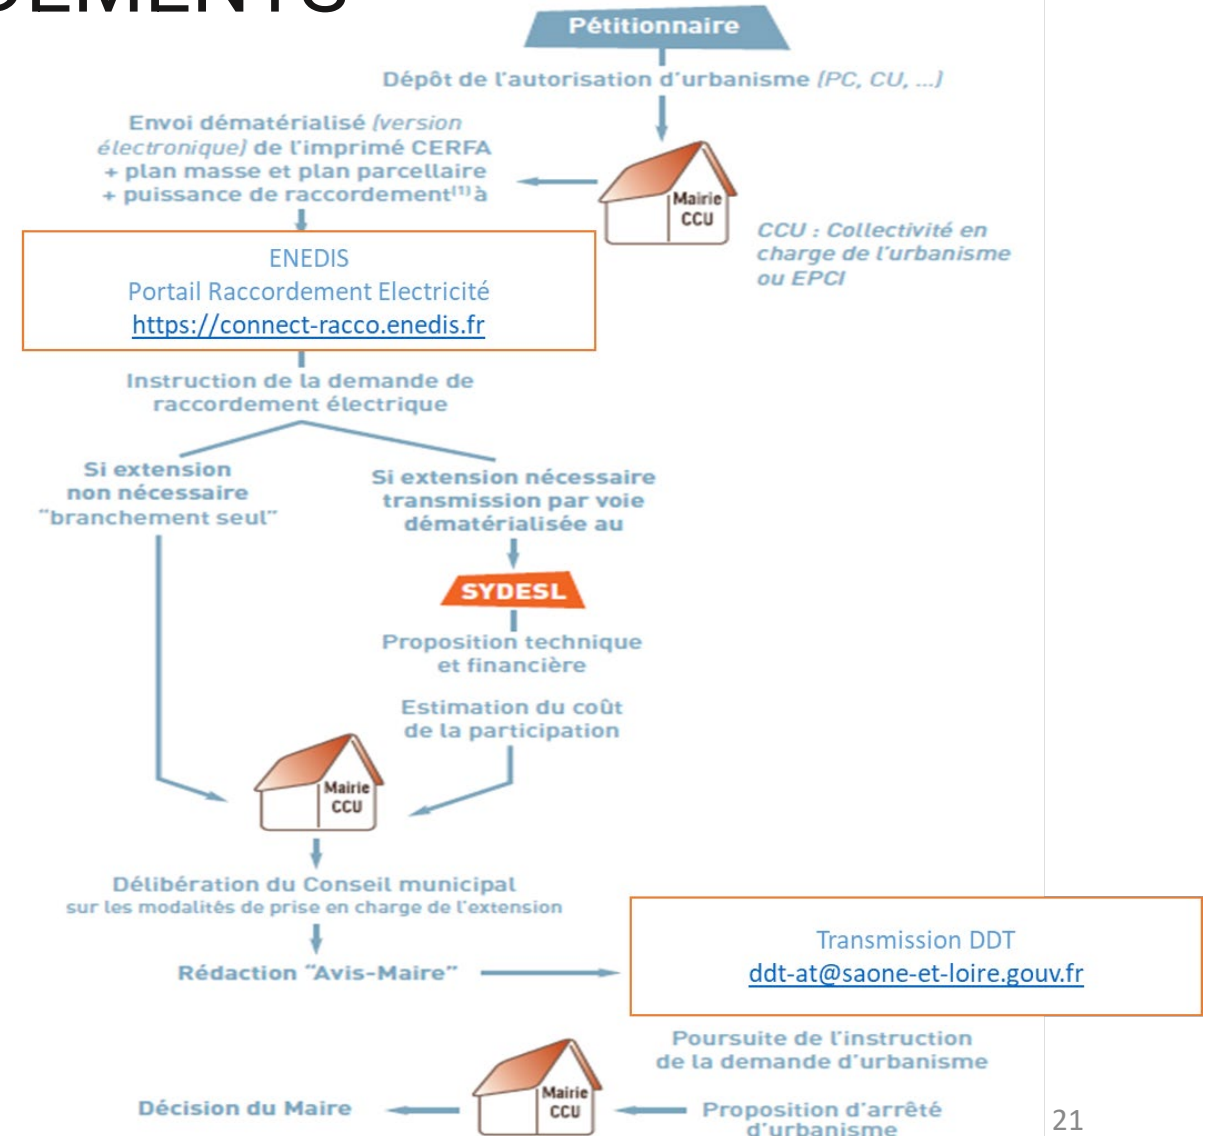 Pétitionnaire
Dépôt de l'autorisation d'urbanisme (PC, CU, ...)
Envoi dématérialisé (version
électronique) de l'imprimé CERFA
+ plan masse et plan parcellaire
+ puissance de raccordement(1) à
Mairie
CCU
CCU : Collectivité en
charge de l'urbanisme
ou EPCI
ENEDIS
Portail Raccordement Electricité
https://connect-racco.enedis.fr
Instruction de la demande de
raccordement électrique
Si extension
non nécessaire
“branchement seul”
Si extension nécessaire
transmission par voie
dématérialisée au
SYDESL
Proposition technique
et financière
Estimation du coût
de la participation
Mairie
CCU
Délibération du Conseil municipal
sur les modalités de prise en charge de l'extension
Rédaction “Avis-Maire”
Transmission DDT
ddt-at@saone-et-loire.gouv.fr
Poursuite de l'instruction
de la demande d'urbanisme
Mairie
CCU
Proposition d'arrêté
d'urbanisme
Décision du Maire
21